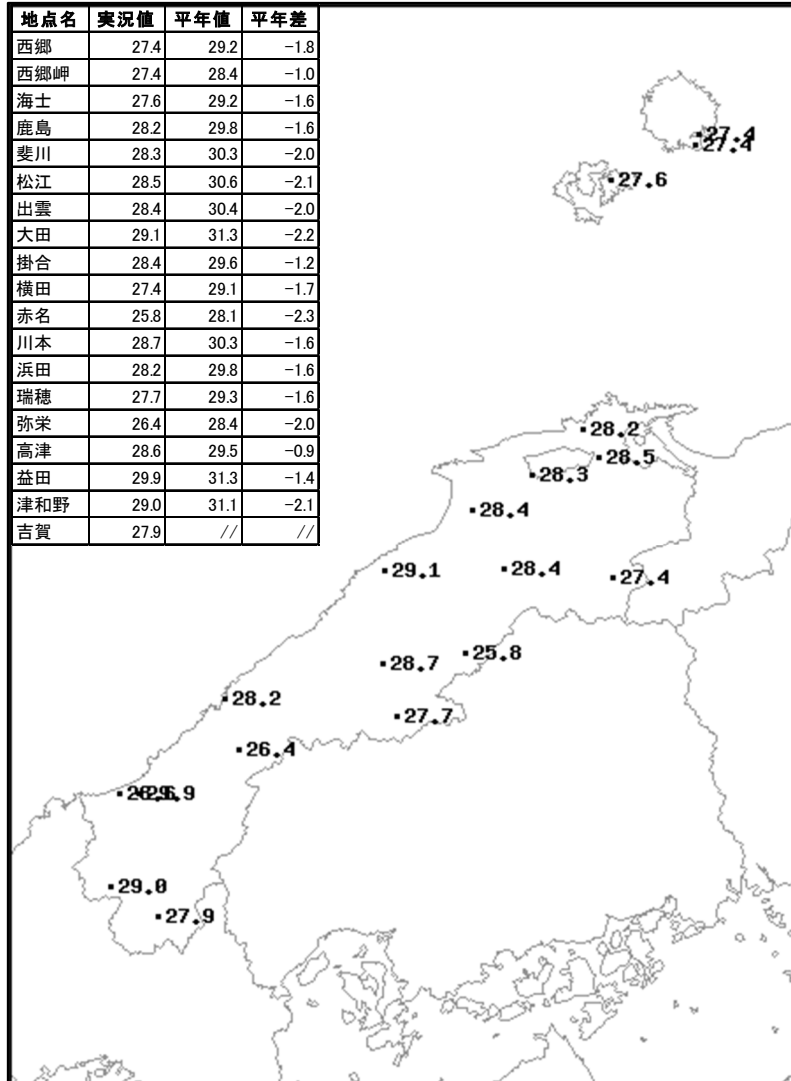 地点名 実況値 平年値 平年差
西郷 27.4 29.2 −1.8
西郷岬 27.4 28.4 −1.0
海士 27.6 29.2 −1.6
鹿島 28.2 29.8 −1.6
斐川 28.3 30.3 −2.0
松江 28.5 30.6 −2.1
出雲 28.4 30.4 −2.0
大田 29.1 31.3 −2.2
掛合 28.4 29.6 −1.2
横田 27.4 29.1 −1.7
赤名 25.8 28.1 −2.3
川本 28.7 30.3 −1.6
浜田 28.2 29.8 −1.6
瑞穂 27.7 29.3 −1.6
弥栄 26.4 28.4 −2.0
高津 28.6 29.5 −0.9
益田 29.9 31.3 −1.4
津和野 29.0 31.1 −2.1
吉賀 27.9 // //
27.4
27.4
27.6
28.2
28.5
28.3
28.4
29.1
28.4
27.4
25.8
28.7
28.2
27.7
26.4
29.0
27.9